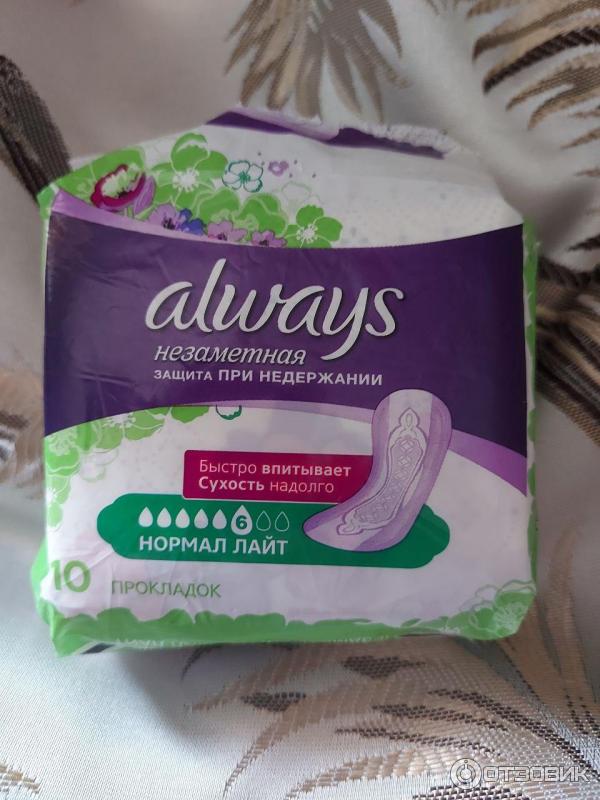 always
незаметная
ЗАЩИТА ПРИ НЕДЕРЖАНИИ
Быстро впитывает
Сухость надолго
6
НОРМАЛ ЛАЙТ
10 ПРОКЛАДОК
ОТЗОВИК